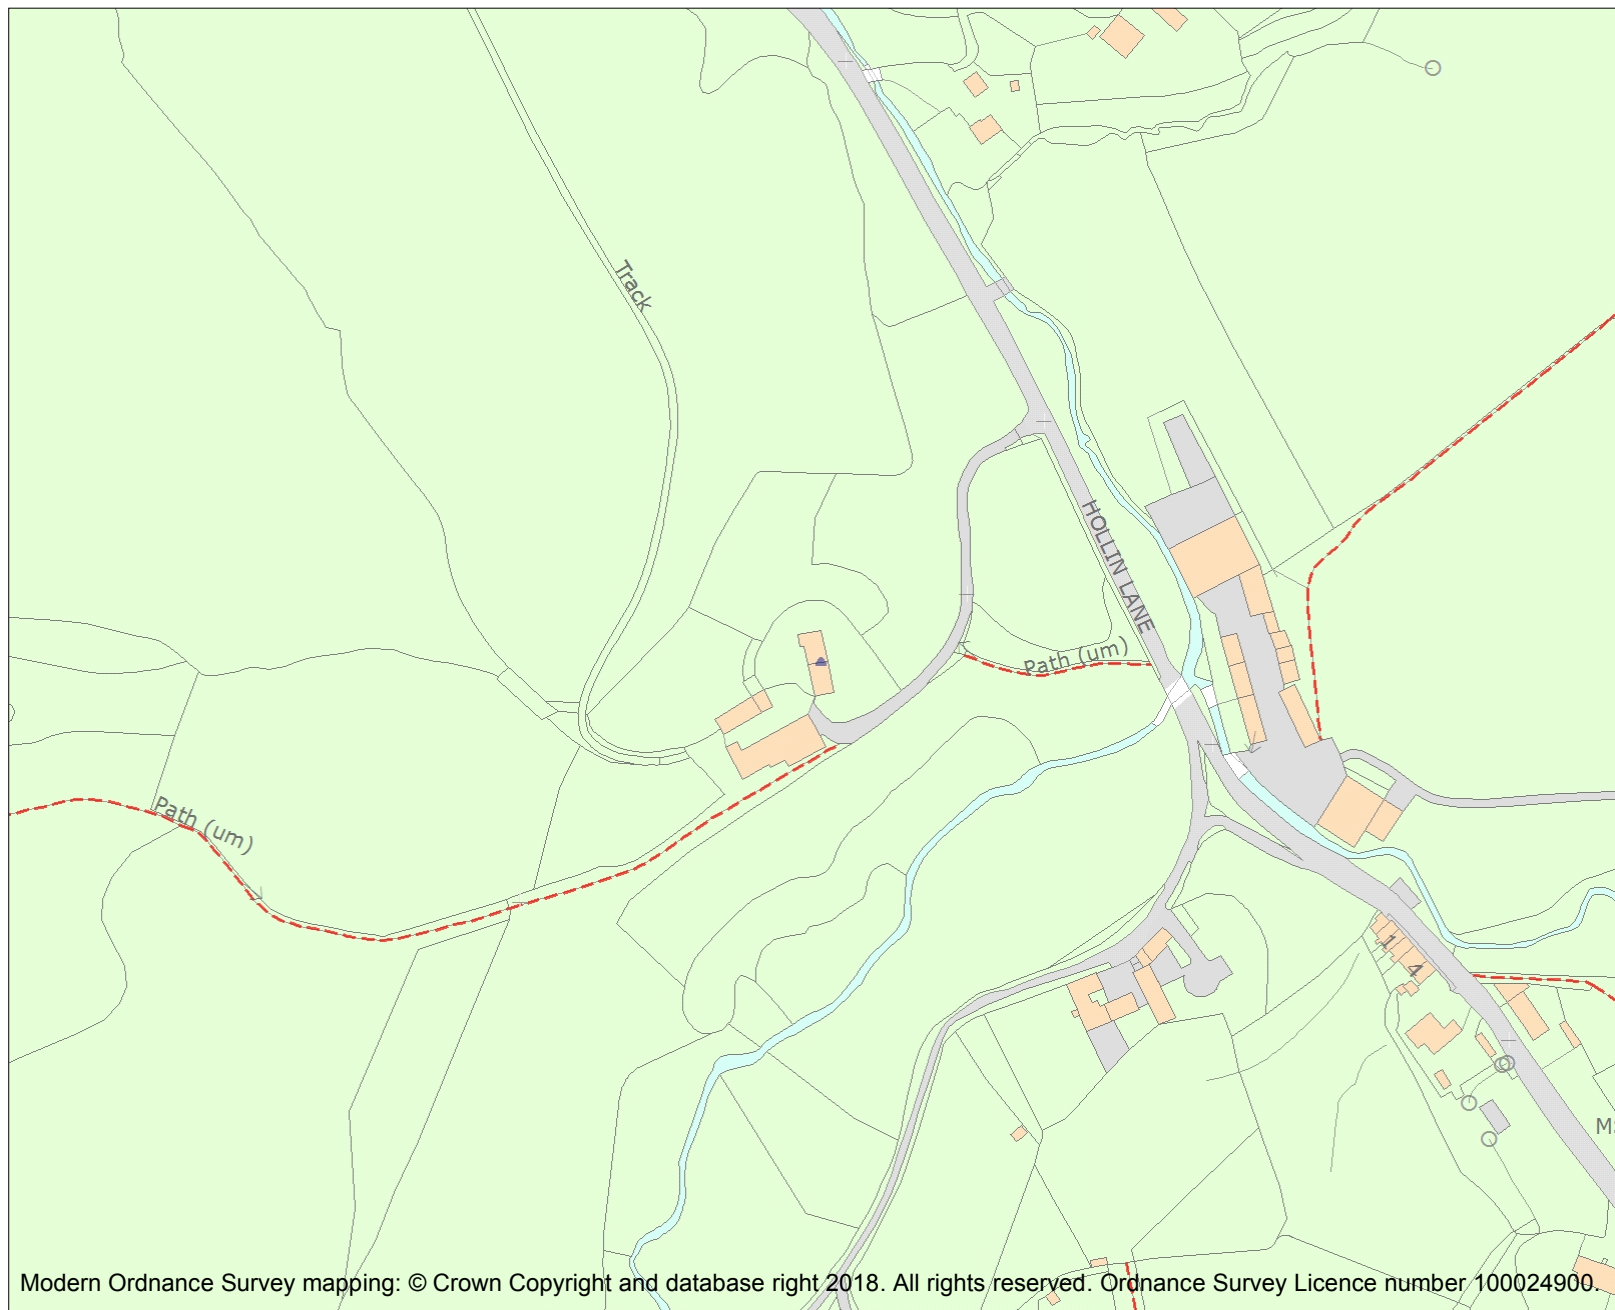 Track
HOLLIN LANE
Path (um)
Path (um)
1
4
Modern Ordnance Survey mapping: © Crown Copyright and database right 2018. All rights reserved. Ordnance Survey Licence number 100024900.